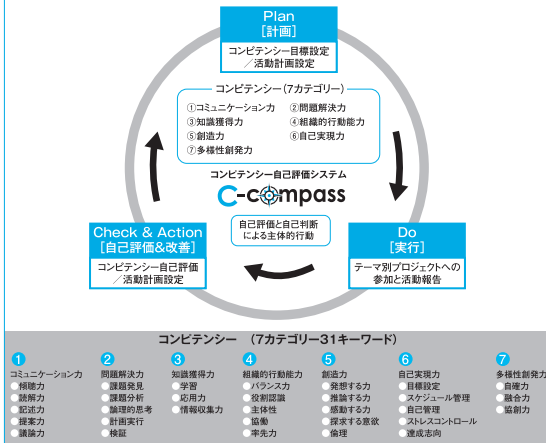 Plan
[計画]
コンピテンシー目標設定
／活動計画設定
コンピテンシー(7カテゴリー)
①コミュニケーション力 ②問題解決力
③知識獲得力 ④組織的行動能力
⑤創造力 ⑥自己実現力
⑦多様性創発力
コンピテンシー自己評価システム
C-compass
自己評価と自己判断
による主体的行動
Check & Action
[自己評価&改善]
コンピテンシー自己評価
／活動計画設定
Do
[実行]
テーマ別プロジェクトへの
参加と活動報告
コンピテンシー (7カテゴリー31キーワード)
1
コミュニケーション力
傾聴力
読解力
記述力
提案力
議論力
2
問題解決力
課題発見
課題分析
論理的思考
計画実行
検証
3
知識獲得力
学習
応用力
情報収集力
4
組織的行動能力
バランス力
役割認識
主体性
協働
率先力
5
創造力
発想する力
推論する力
感動する力
探求する意欲
倫理
6
自己実現力
目標設定
スケジュール管理
自己管理
ストレスコントロール
達成志向
7
多様性創発力
自確力
融合力
協創力